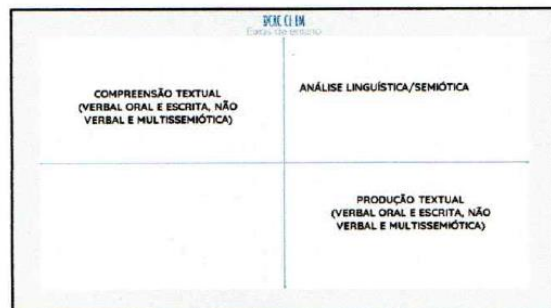 COMPREENSÃO TEXTUAL
(VERBAL ORAL E ESCRITA, NÃO
VERBAL E MULTISSEMIÓTICA)
ANÁLISE LINGUÍSTICA/SEMIÓTICA
PRODUÇÃO TEXTUAL
(VERBAL ORAL E ESCRITA, NÃO
VERBAL E MULTISSEMIÓTICA)